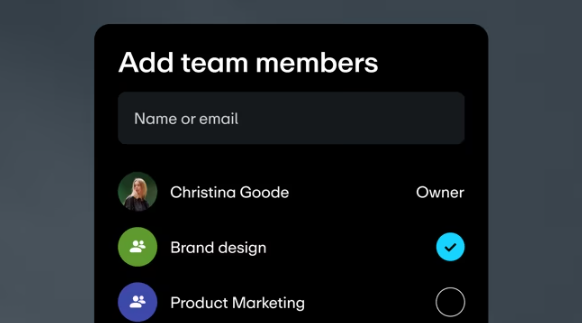 Add team members
Name or email
Christina Goode Owner
Brand design
Product Marketing